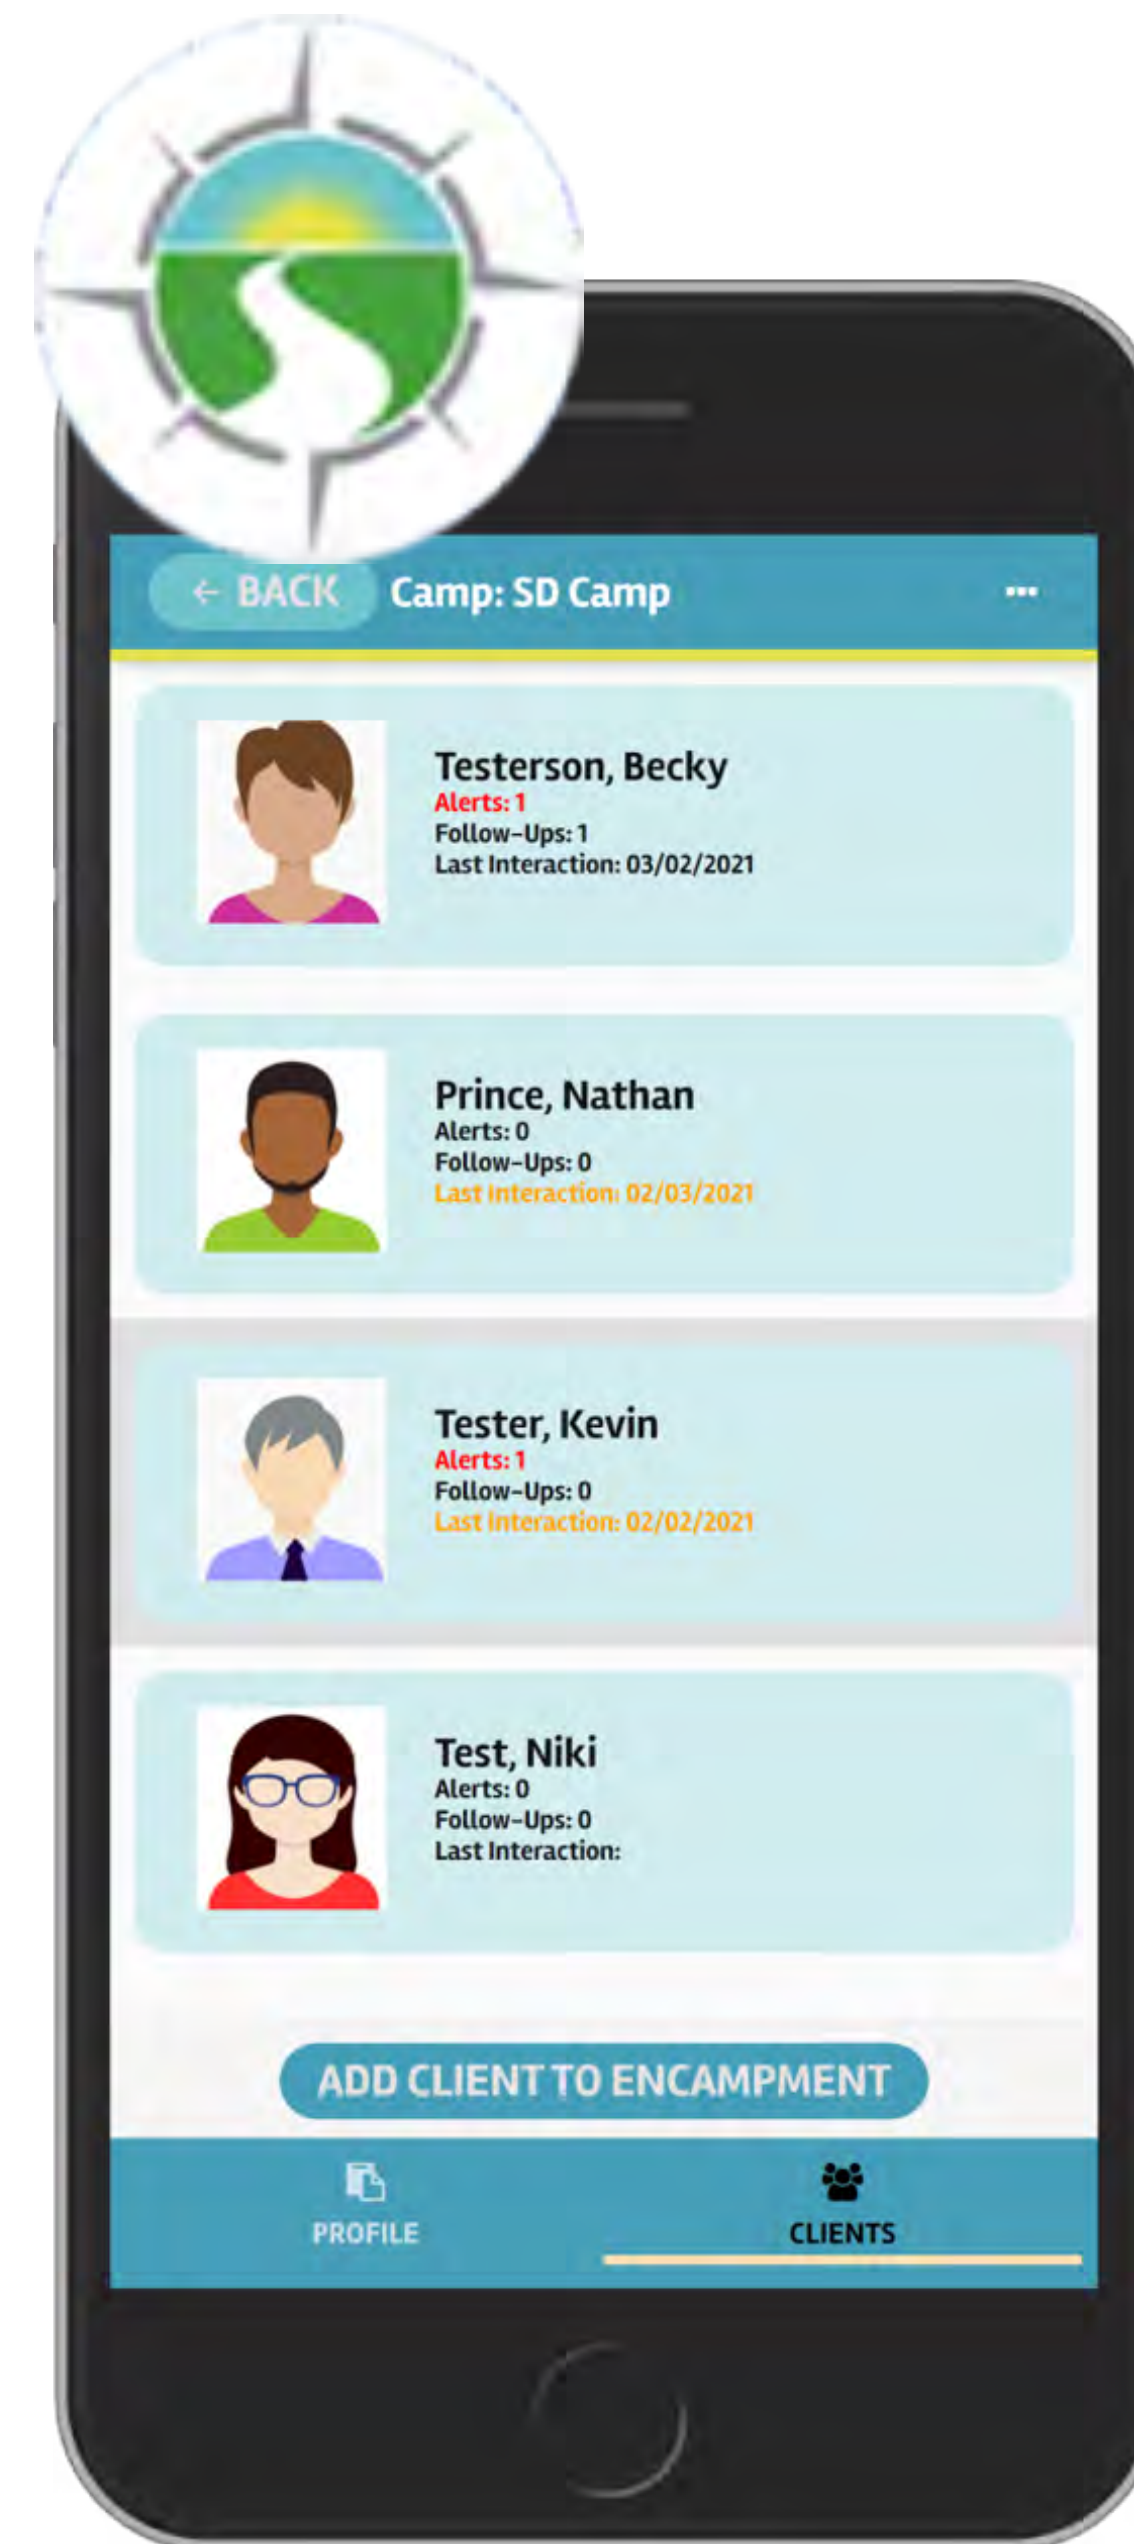 ← BACK Camp: SD Camp ...
Testerson, Becky
Alerts: 1
Follow-Ups: 1
Last Interaction: 03/02/2021
Prince, Nathan
Alerts: 0
Follow-Ups: 0
Last Interaction: 02/03/2021
Tester, Kevin
Alerts: 1
Follow-Ups: 0
Last Interaction: 02/02/2021
Test, Niki
Alerts: 0
Follow-Ups: 0
Last Interaction:
ADD CLIENT TO ENCAMPMENT
PROFILE CLIENTS